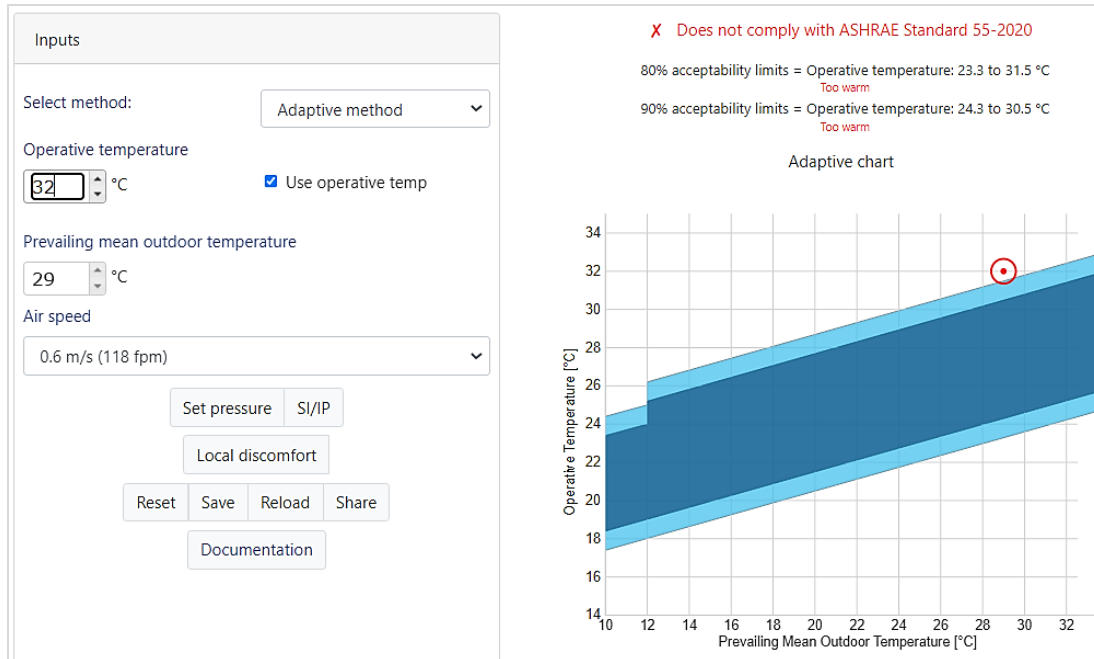 Inputs
Select method:
Adaptive method
Operative temperature
32 °C
Use operative temp
Prevailing mean outdoor temperature
29 °C
Air speed
0.6 m/s (118 fpm)
Set pressure SI/IP
Local discomfort
Reset Save Reload Share
Documentation
✗ Does not comply with ASHRAE Standard 55-2020
80% acceptability limits = Operative temperature: 23.3 to 31.5 °C
Too warm
90% acceptability limits = Operative temperature: 24.3 to 30.5 °C
Too warm
Adaptive chart
Operative Temperature [°C]
34
32
30
28
26
24
22
20
18
16
14
10 12 14 16 18 20 22 24 26 28 30 32
Prevailing Mean Outdoor Temperature [°C]